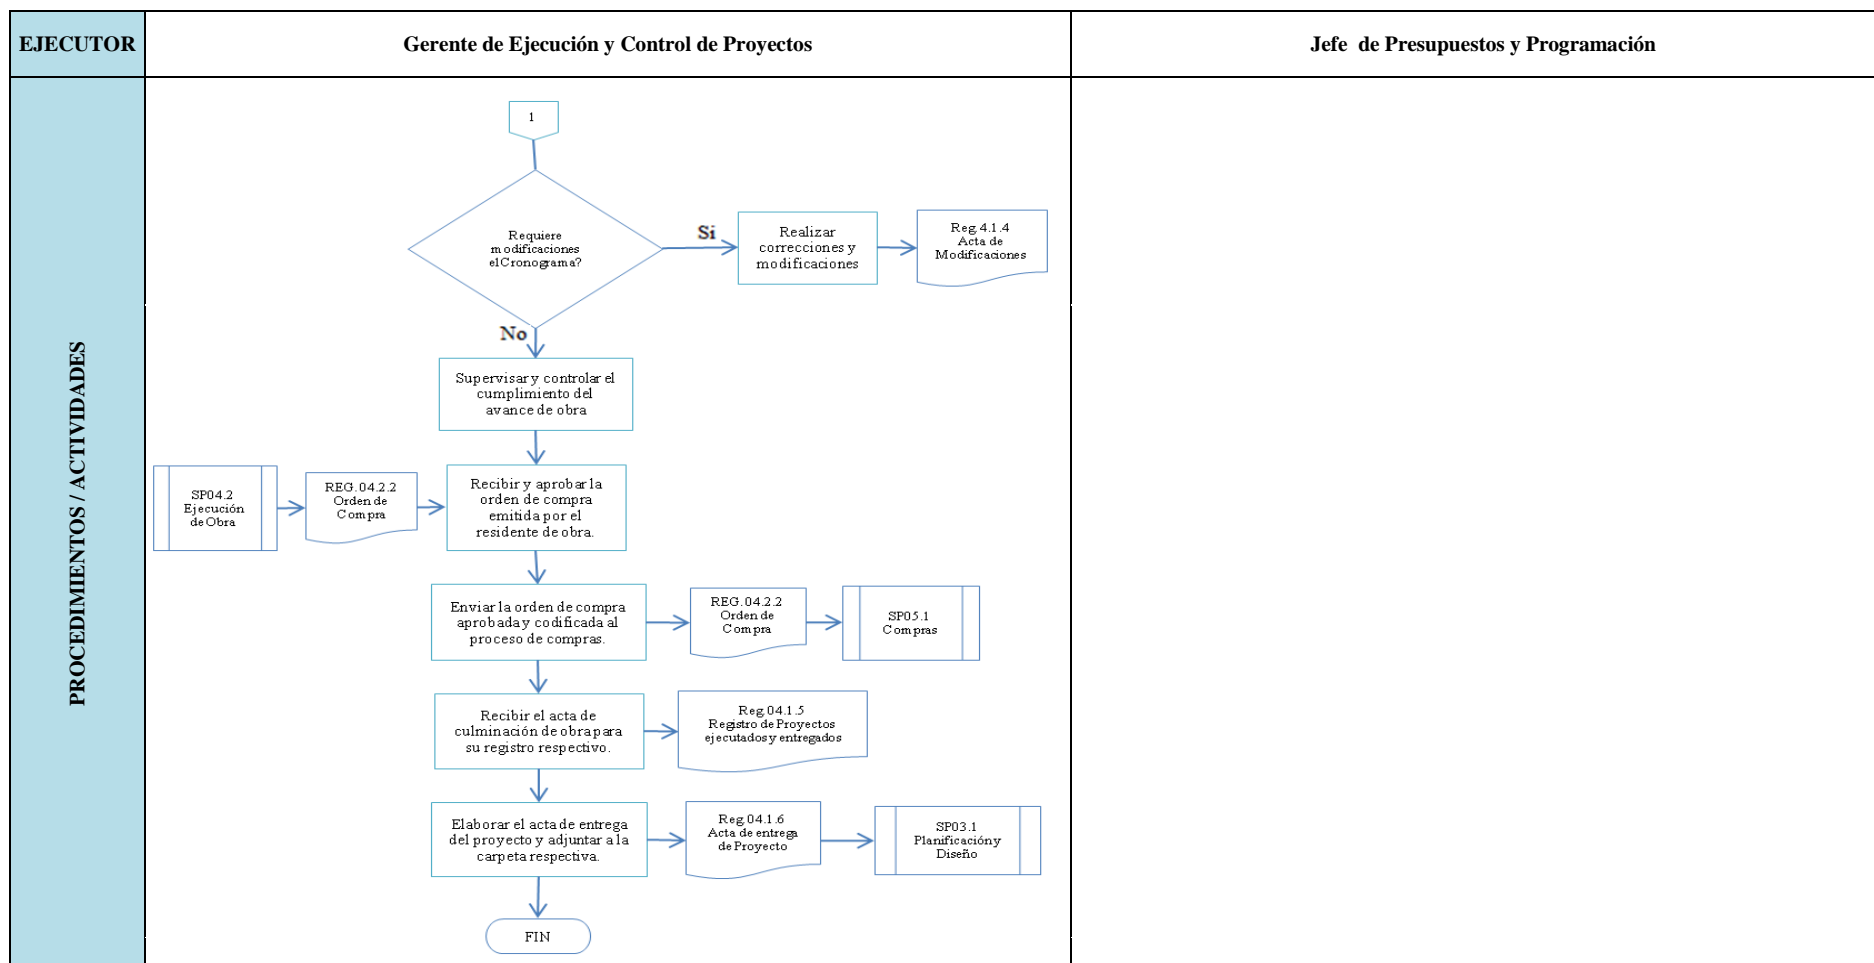 EJECUTOR
Gerente de Ejecución y Control de Proyectos
Jefe de Presupuestos y Programación
PROCEDIMIENTOS / ACTIVIDADES
1
Requiere
modificaciones
el Cronograma?
Si
Realizar
correcciones y
modificaciones
Reg.4.1.4
Acta de
Modificaciones
No
Supervisar y controlar el
cumplimiento del
avance de obra
SP04.2
Ejecución
de Obra
REG.04.2.2
Orden de
Compra
Recibir y aprobar la
orden de compra
emitida por el
residente de obra.
Enviar la orden de compra
aprobada y codificada al
proceso de compras.
REG.04.2.2
Orden de
Compra
SP05.1
Compras
Recibir el acta de
culminación de obra para
su registro respectivo.
Reg.04.1.5
Registro de Proyectos
ejecutados y entregados
Elaborar el acta de entrega
del proyecto y adjuntar a la
carpeta respectiva.
Reg.04.1.6
Acta de entrega
de Proyecto
SP03.1
Planificación y
Diseño
FIN